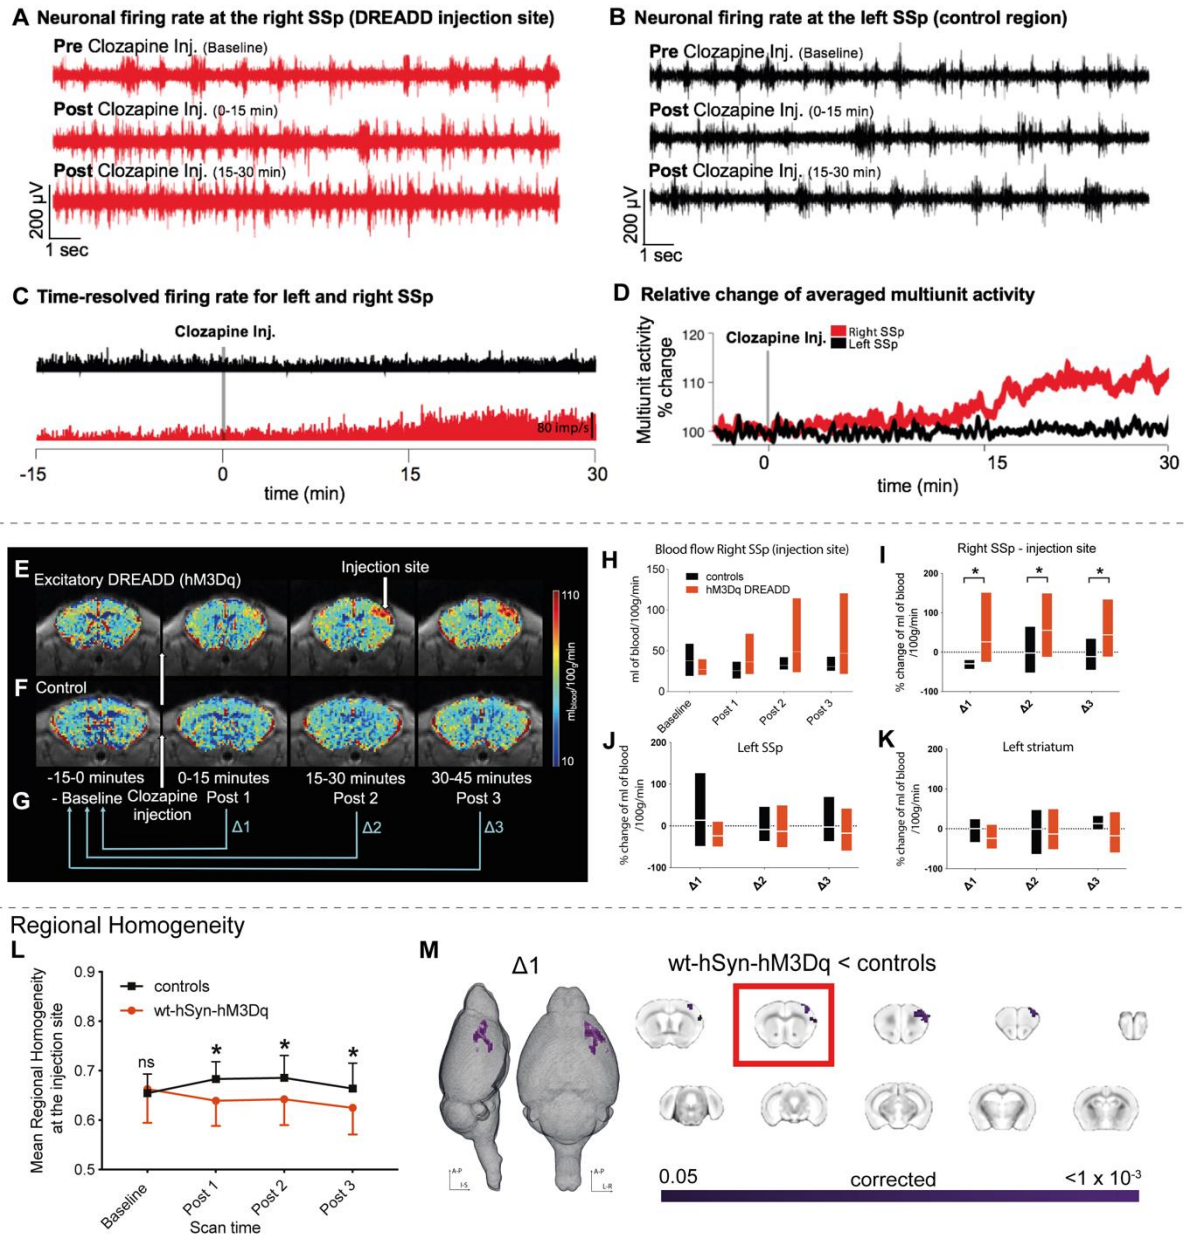 A Neuronal firing rate at the right SSp (DREADD injection site)
Pre Clozapine Inj. (Baseline)
Post Clozapine Inj. (0-15 min)
Post Clozapine Inj. (15-30 min)
200 µV
1 sec
B Neuronal firing rate at the left SSp (control region)
Pre Clozapine Inj. (Baseline)
Post Clozapine Inj. (0-15 min)
Post Clozapine Inj. (15-30 min)
200 µV
1 sec
C Time-resolved firing rate for left and right SSp
Clozapine Inj.
80 imp/s
-15 0 15 30
time (min)
D Relative change of averaged multiunit activity
Clozapine Inj.
Right SSp
Left SSp
Multiunit activity
% change
120
110
100
0 15 30
time (min)
E
Excitatory DREADD (hM3Dq)
Injection site
110
ml blood/100g/min
10
F Control
-15-0 minutes 0-15 minutes 15-30 minutes 30-45 minutes
- Baseline Clozapine injection Post 1 Post 2 Post 3
G
Δ1 Δ2 Δ3
H Blood flow Right SSp (injection site)
controls
hM3Dq DREADD
ml of blood/100g/min
150
100
50
0
Baseline Post 1 Post 2 Post 3
I Right SSp - injection site
* * *
% change of ml of blood
/100g/min
200
100
0
-100
Δ1 Δ2 Δ3
J Left SSp
% change of ml of blood
/100g/min
200
100
0
-100
Δ1 Δ2 Δ3
K Left striatum
% change of ml of blood
/100g/min
200
100
0
-100
Δ1 Δ2 Δ3
Regional Homogeneity
L
controls
wt-hSyn-hM3Dq
Mean Regional Homogeneity
at the injection site
0.9
0.8
0.7
0.6
0.5
ns * * *
Baseline Post 1 Post 2 Post 3
Scan time
M
Δ1
wt-hSyn-hM3Dq < controls
A-P
I-S
A-P
L-R
0.05 corrected <1 x 10-3